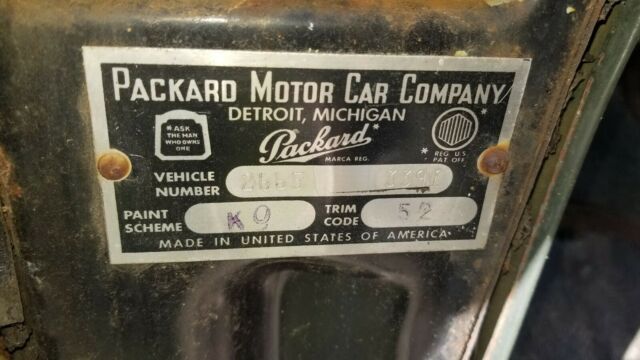 PACKARD MOTOR CAR COMPANY
DETROIT, MICHIGAN
"ASK
THE MAN
WHO OWNS
ONE
Packard
MARCA REG.
REG. U.S.
PAT OFF.
VEHICLE
NUMBER
PAINT
SCHEME K9
TRIM
CODE 52
MADE IN UNITED STATES OF AMERICA